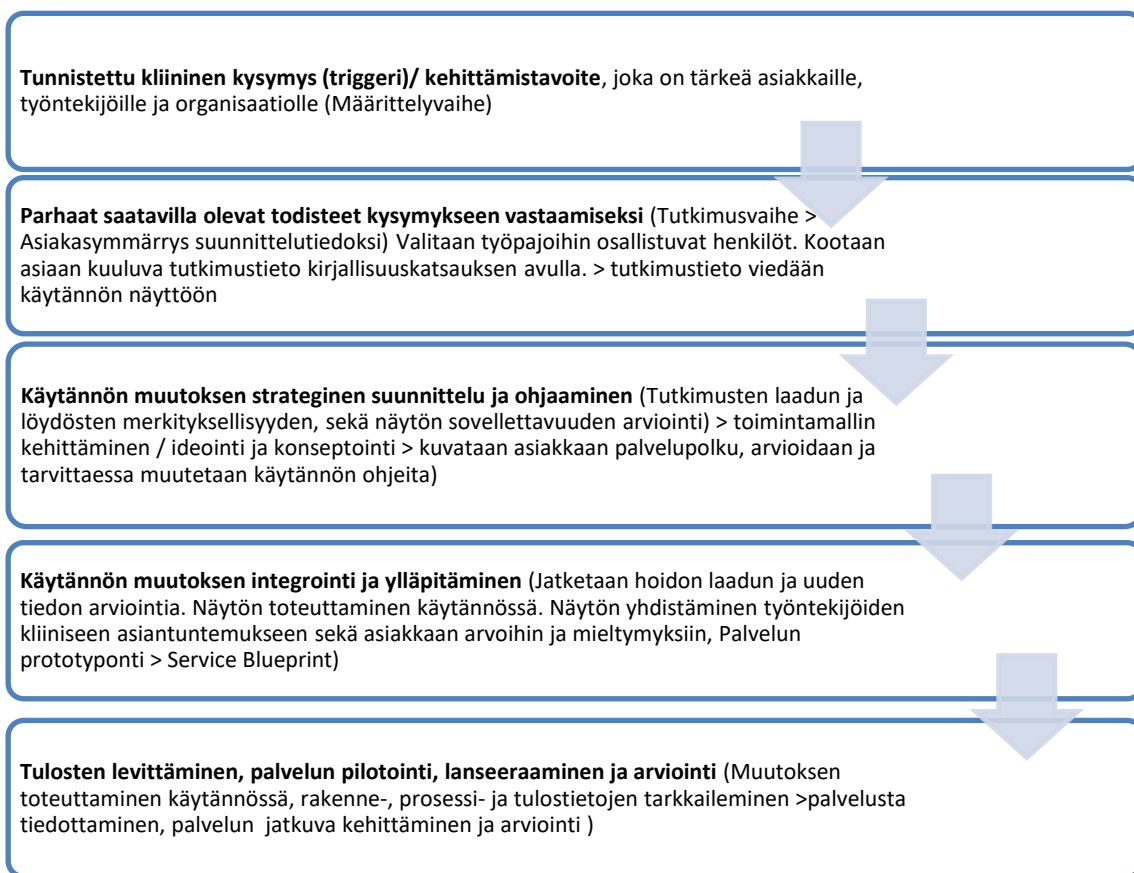 Tunnistettu kliininen kysymys (triggeri)/ kehittämistavoite, joka on tärkeä asiakkaille,
työntekijöille ja organisaatiolle (Määrittelyvaihe)
Parhaat saatavilla olevat todisteet kysymykseen vastaamiseksi (Tutkimusvaihe >
Asiakasymmärrys suunnittelutiedoksi) Valitaan työpajoihin osallistuvat henkilöt. Kootaan
asiaan kuuluva tutkimustieto kirjallisuuskatsauksen avulla. > tutkimustieto viedään
käytännön näyttöön
Käytännön muutoksen strateginen suunnittelu ja ohjaaminen (Tutkimusten laadun ja
löydösten merkityksellisyyden, sekä näytön sovellettavuuden arviointi) > toimintamallin
kehittäminen / ideointi ja konseptointi > kuvataan asiakkaan palvelupolku, arvioidaan ja
tarvittaessa muutetaan käytännön ohjeita)
Käytännön muutoksen integrointi ja ylläpitäminen (Jatketaan hoidon laadun ja uuden
tiedon arviointia. Näytön toteuttaminen käytännössä. Näytön yhdistäminen työntekijöiden
kliiniseen asiantuntemukseen sekä asiakkaan arvoihin ja mieltymyksiin, Palvelun
prototyponti > Service Blueprint)
Tulosten levittäminen, palvelun pilotointi, lanseeraaminen ja arviointi (Muutoksen
toteuttaminen käytännössä, rakenne-, prosessi- ja tulostietojen tarkkaileminen >palvelusta
tiedottaminen, palvelun  jatkuva kehittäminen ja arviointi )